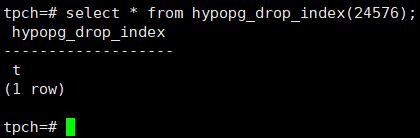 tpch=# select * from hypopg_drop_index(24576);
 hypopg_drop_index
-------------------
 t
(1 row)
tpch=#